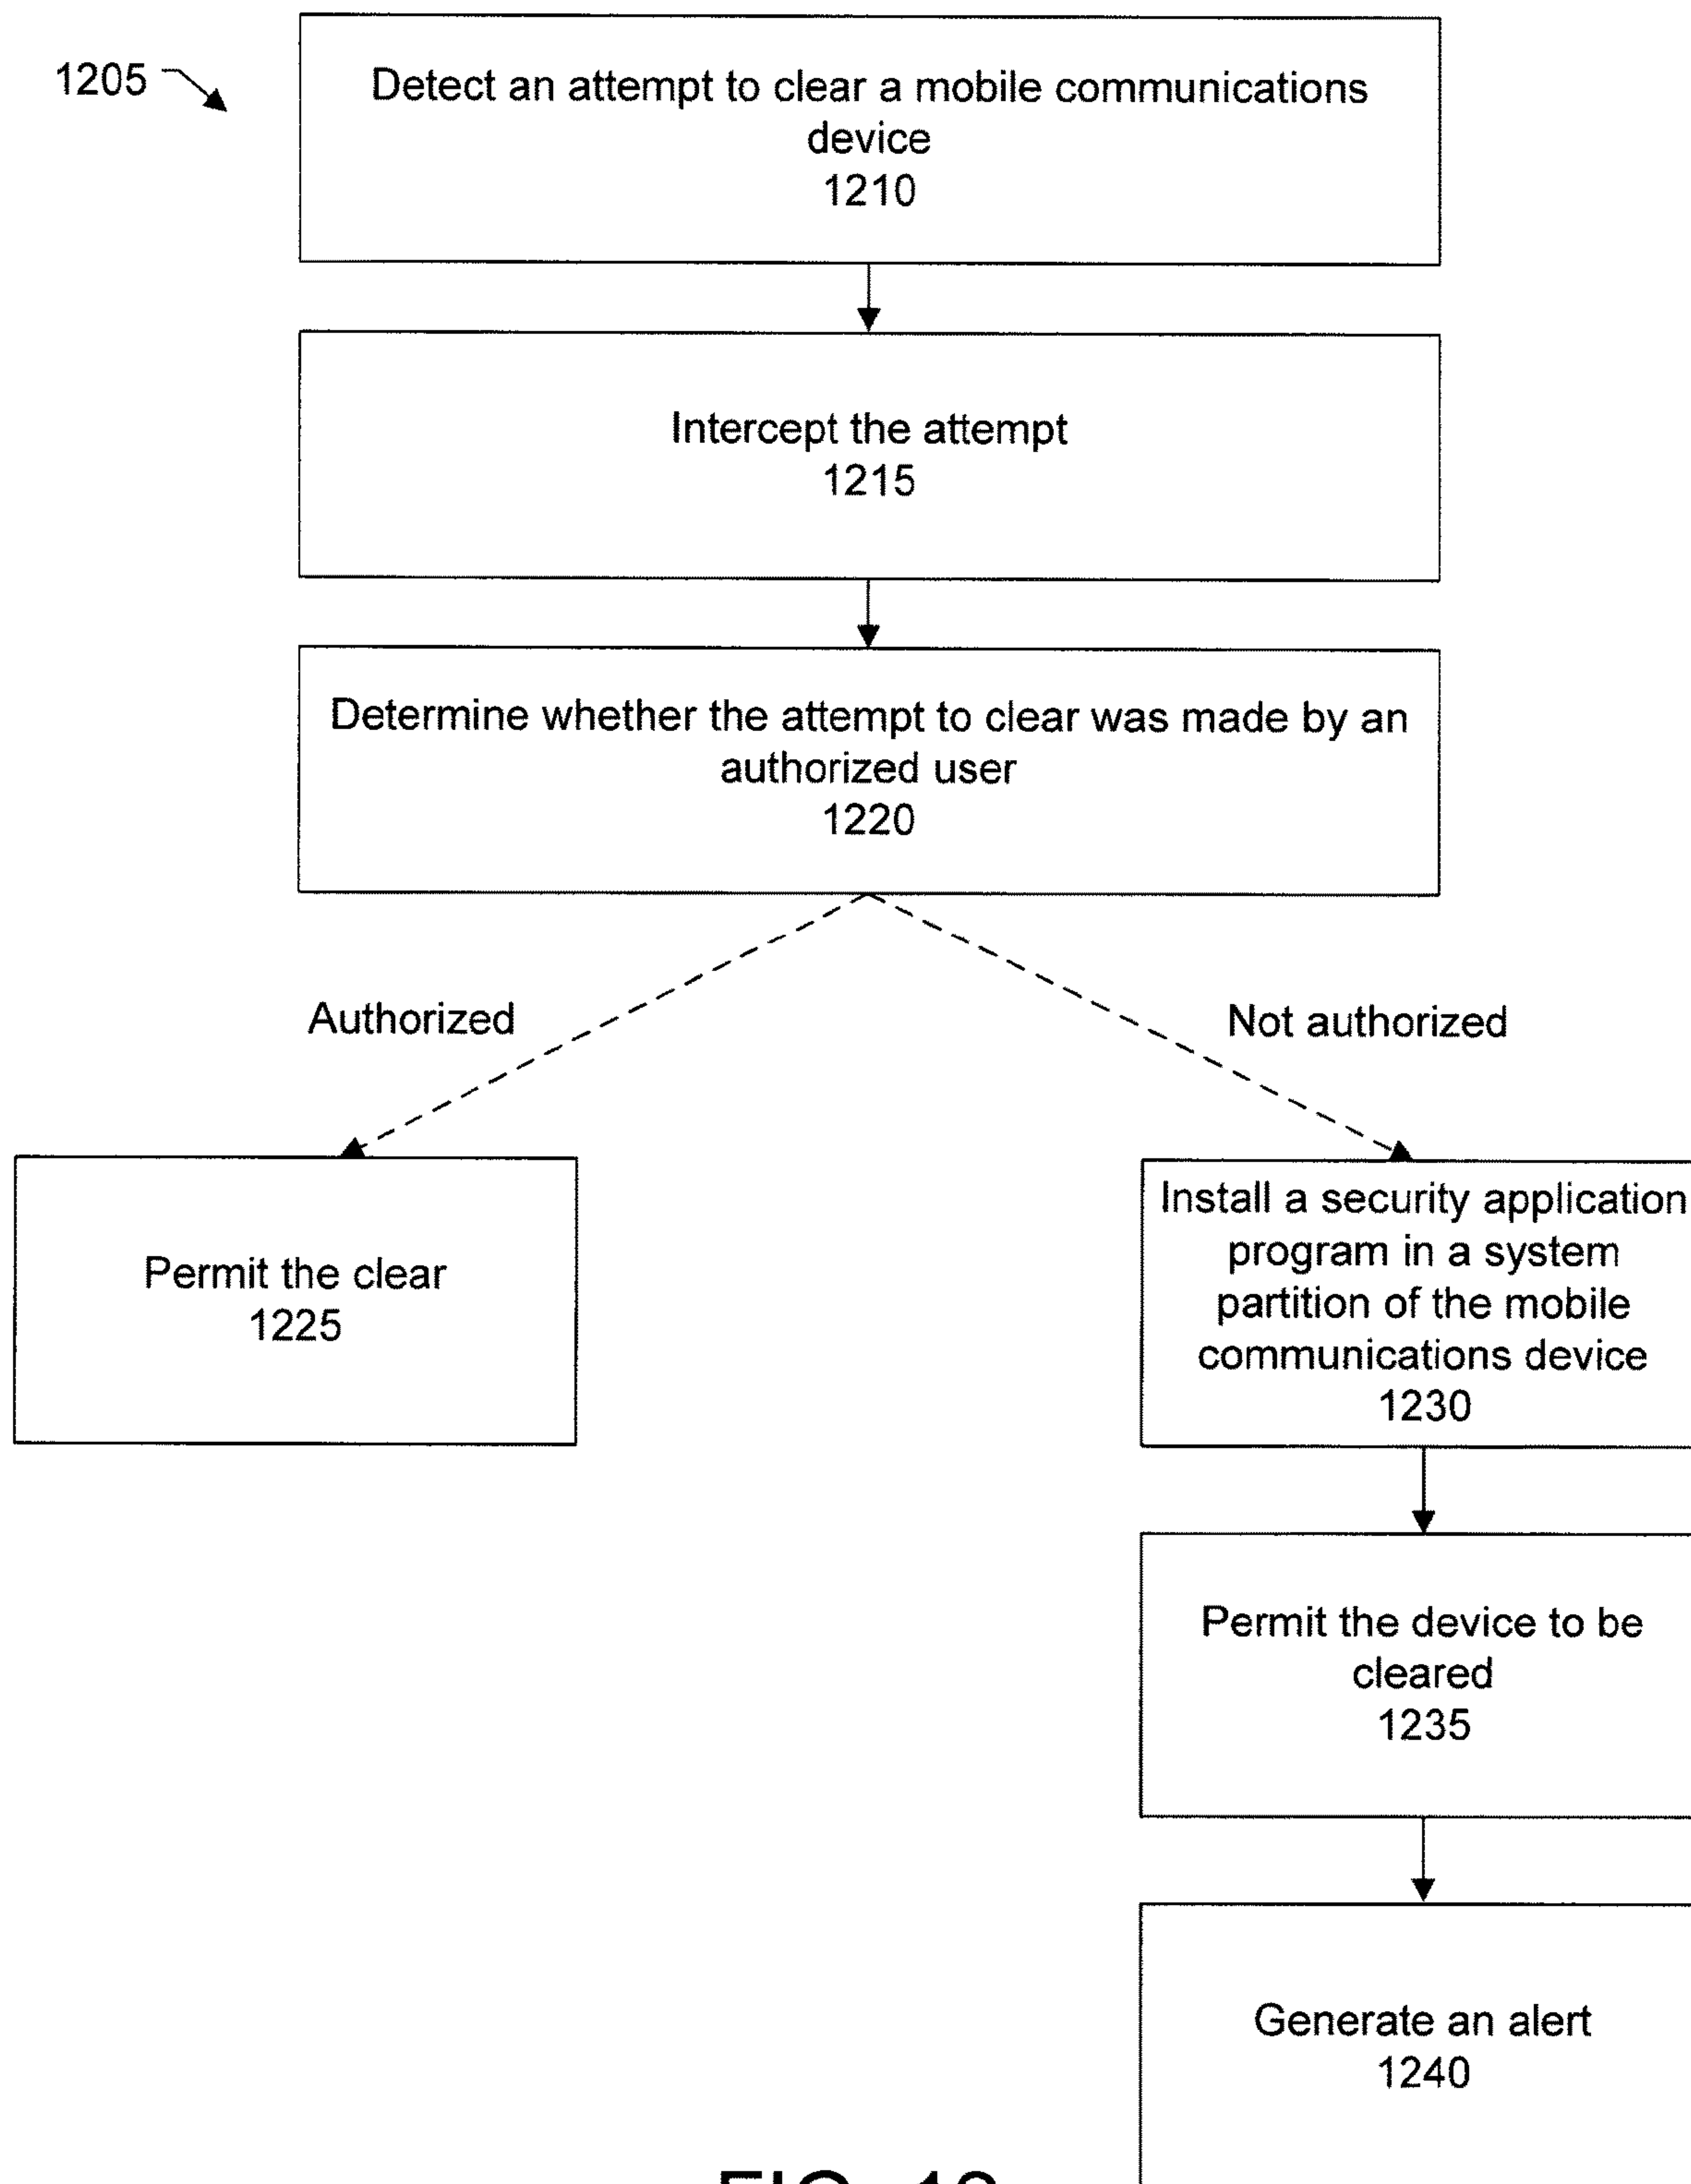 1205
Detect an attempt to clear a mobile communications
device
1210
Intercept the attempt
1215
Determine whether the attempt to clear was made by an
authorized user
1220
Authorized
Not authorized
Permit the clear
1225
Install a security application
program in a system
partition of the mobile
communications device
1230
Permit the device to be
cleared
1235
Generate an alert
1240
FIG.